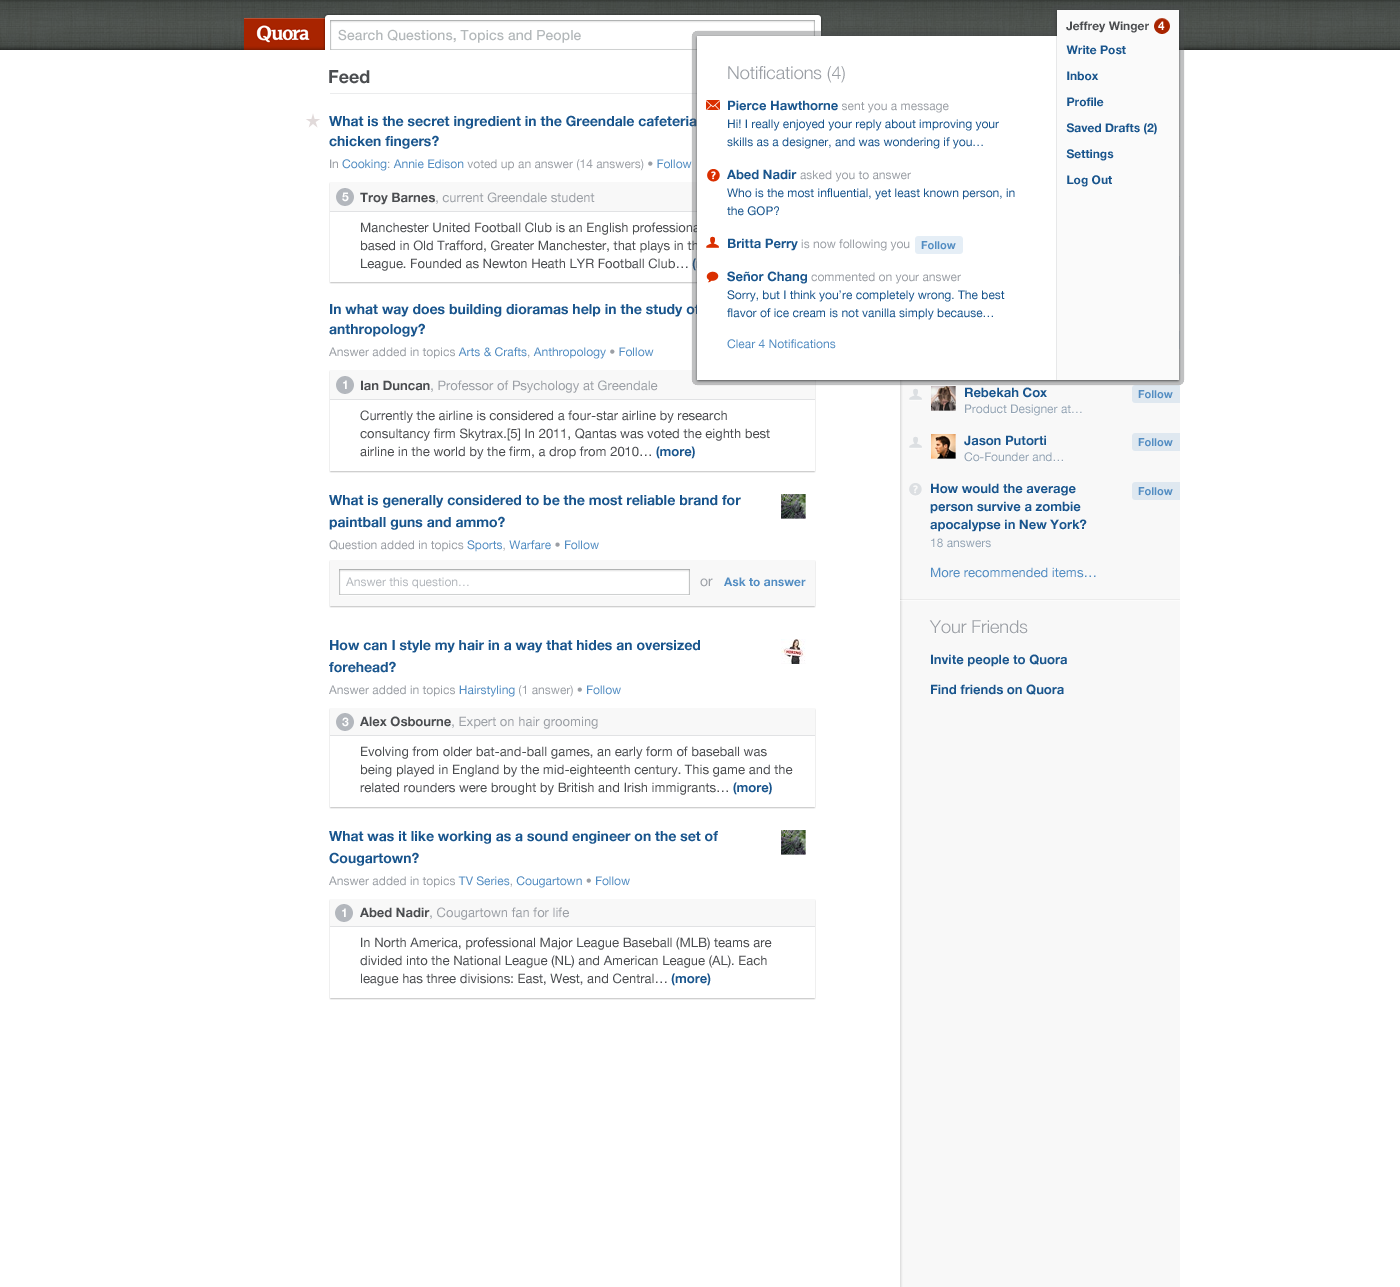 Quora
Search Questions, Topics and People
Jeffrey Winger 4
Write Post
Inbox
Profile
Saved Drafts (2)
Settings
Log Out
Notifications (4)
Pierce Hawthorne sent you a message
Hi! I really enjoyed your reply about improving your
skills as a designer, and was wondering if you…
Abed Nadir asked you to answer
Who is the most influential, yet least known person, in
the GOP?
Britta Perry is now following you Follow
Señor Chang commented on your answer
Sorry, but I think you're completely wrong. The best
flavor of ice cream is not vanilla simply because…
Clear 4 Notifications
Feed
What is the secret ingredient in the Greendale cafeteria
chicken fingers?
In Cooking: Annie Edison voted up an answer (14 answers) • Follow
5 Troy Barnes, current Greendale student
Manchester United Football Club is an English
based in Old Trafford, Greater Manchester, that plays in
League. Founded as Newton Heath LYR Football Club…
In what way does building dioramas help in the study
anthropology?
Answer added in topics Arts & Crafts, Anthropology • Follow
1 Ian Duncan, Professor of Psychology at Greendale
Currently the airline is considered a four-star airline by research
consultancy firm Skytrax.[5] In 2011, Qantas was voted the eighth best
airline in the world by the firm, a drop from 2010… (more)
What is generally considered to be the most reliable brand for
paintball guns and ammo?
Question added in topics Sports, Warfare • Follow
Answer this question… or Ask to answer
How can I style my hair in a way that hides an oversized
forehead?
Answer added in topics Hairstyling (1 answer) • Follow
3 Alex Osbourne, Expert on hair grooming
Evolving from older bat-and-ball games, an early form of baseball was
being played in England by the mid-eighteenth century. This game and the
related rounders were brought by British and Irish immigrants… (more)
What was it like working as a sound engineer on the set of
Cougartown?
Answer added in topics TV Series, Cougartown • Follow
1 Abed Nadir, Cougartown fan for life
In North America, professional Major League Baseball (MLB) teams are
divided into the National League (NL) and American League (AL). Each
league has three divisions: East, West, and Central… (more)
Rebekah Cox Follow
Product Designer at…
Jason Putorti Follow
Co-Founder and…
How would the average Follow
person survive a zombie
apocalypse in New York?
18 answers
More recommended items…
Your Friends
Invite people to Quora
Find friends on Quora